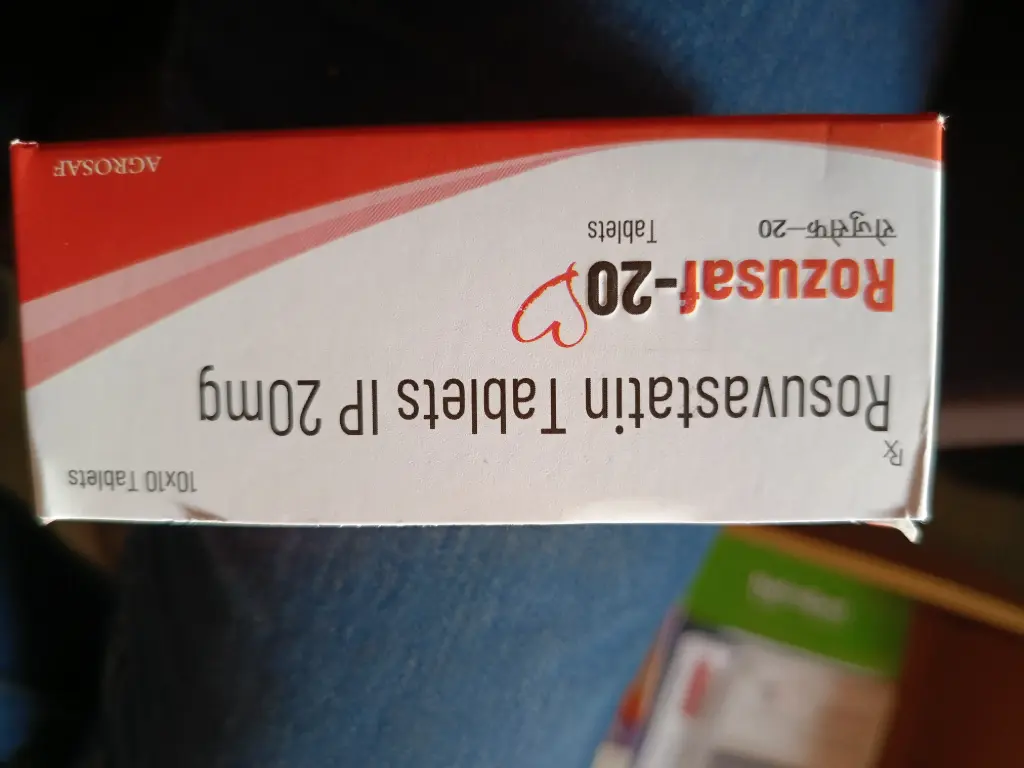 10x10 Tablets
Rx
Rosuvastatin Tablets IP 20mg
Rozusaf-20
रोजुसेफ–20 Tablets
AGROSAF